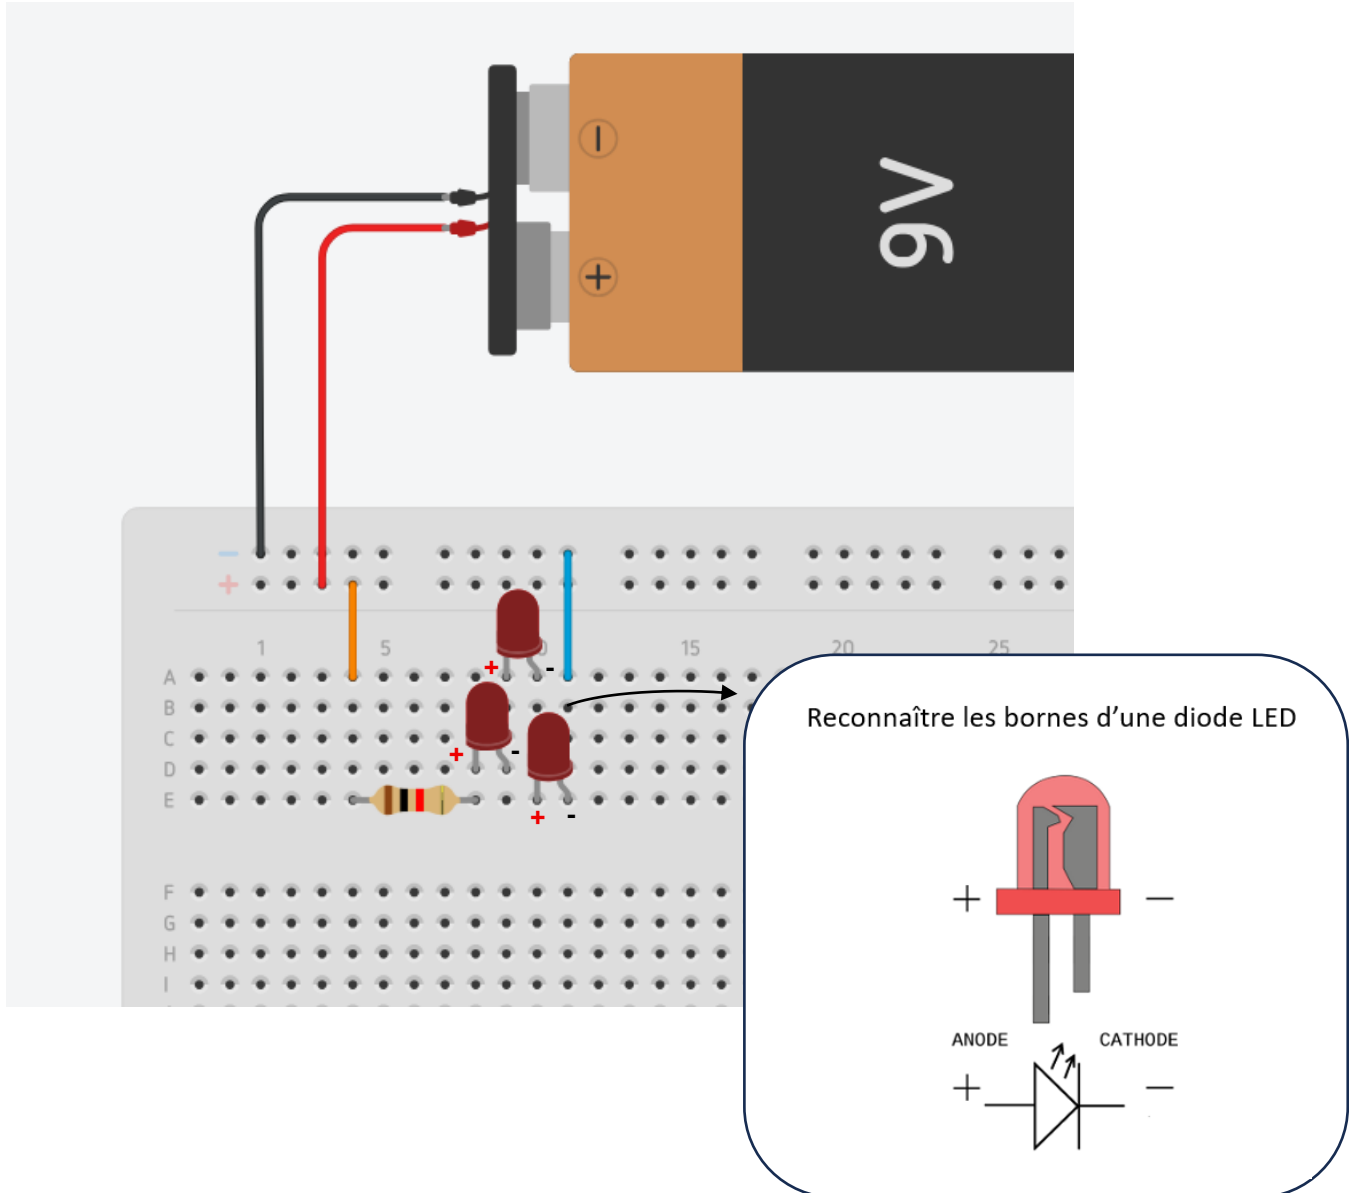 9V
−
+
−
+
1 5 0 15 20 25
A
+ -
B
C
+ -
D
E
+ -
F
G
H
I
Reconnaître les bornes d’une diode LED
+ −
ANODE CATHODE
+ −